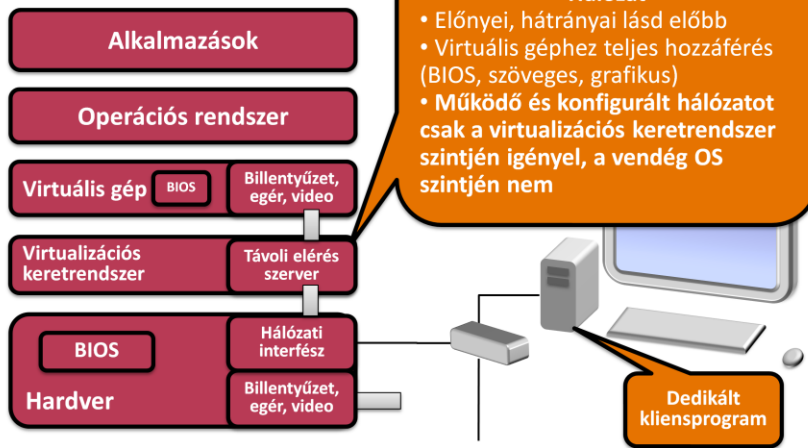 Alkalmazások
Operációs rendszer
Virtuális gép
BIOS
Billentyűzet,
egér, video
Virtualizációs
keretrendszer
Távoli elérés
szerver
BIOS
Hardver
Hálózati
interfész
Billentyűzet,
egér, video
• Előnyei, hátrányai lásd előbb
• Virtuális géphez teljes hozzáférés
(BIOS, szöveges, grafikus)
• Működő és konfigurált hálózatot
csak a virtualizációs keretrendszer
szintjén igényel, a vendég OS
szintjén nem
Dedikált
kliensprogram